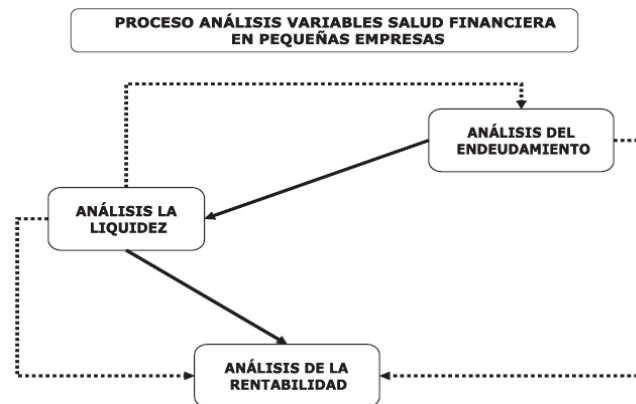 PROCESO ANÁLISIS VARIABLES SALUD FINANCIERA
EN PEQUEÑAS EMPRESAS
ANÁLISIS DEL
ENDEUDAMIENTO
ANÁLISIS LA
LIQUIDEZ
ANÁLISIS DE LA
RENTABILIDAD